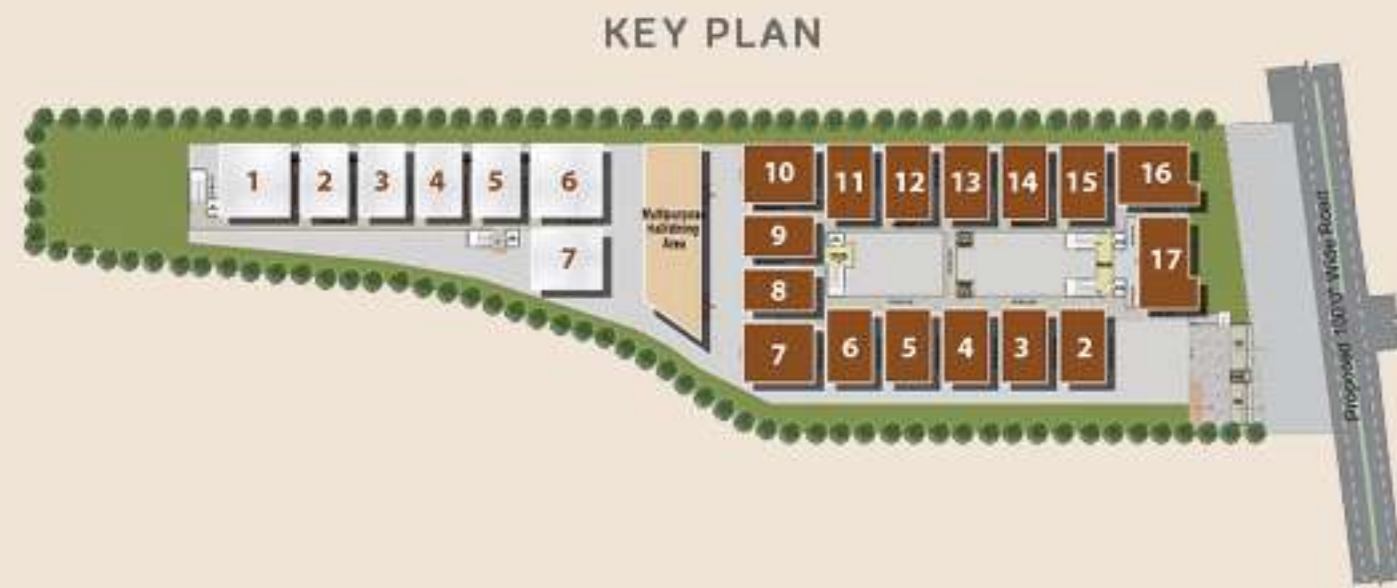 KEY PLAN
1 2 3 4 5 6
7
Multipurpose
Hall/dining
Area
10 11 12 13 14 15 16
9
8
17
7 6 5 4 3 2
Proposed 100'0" Wide Road